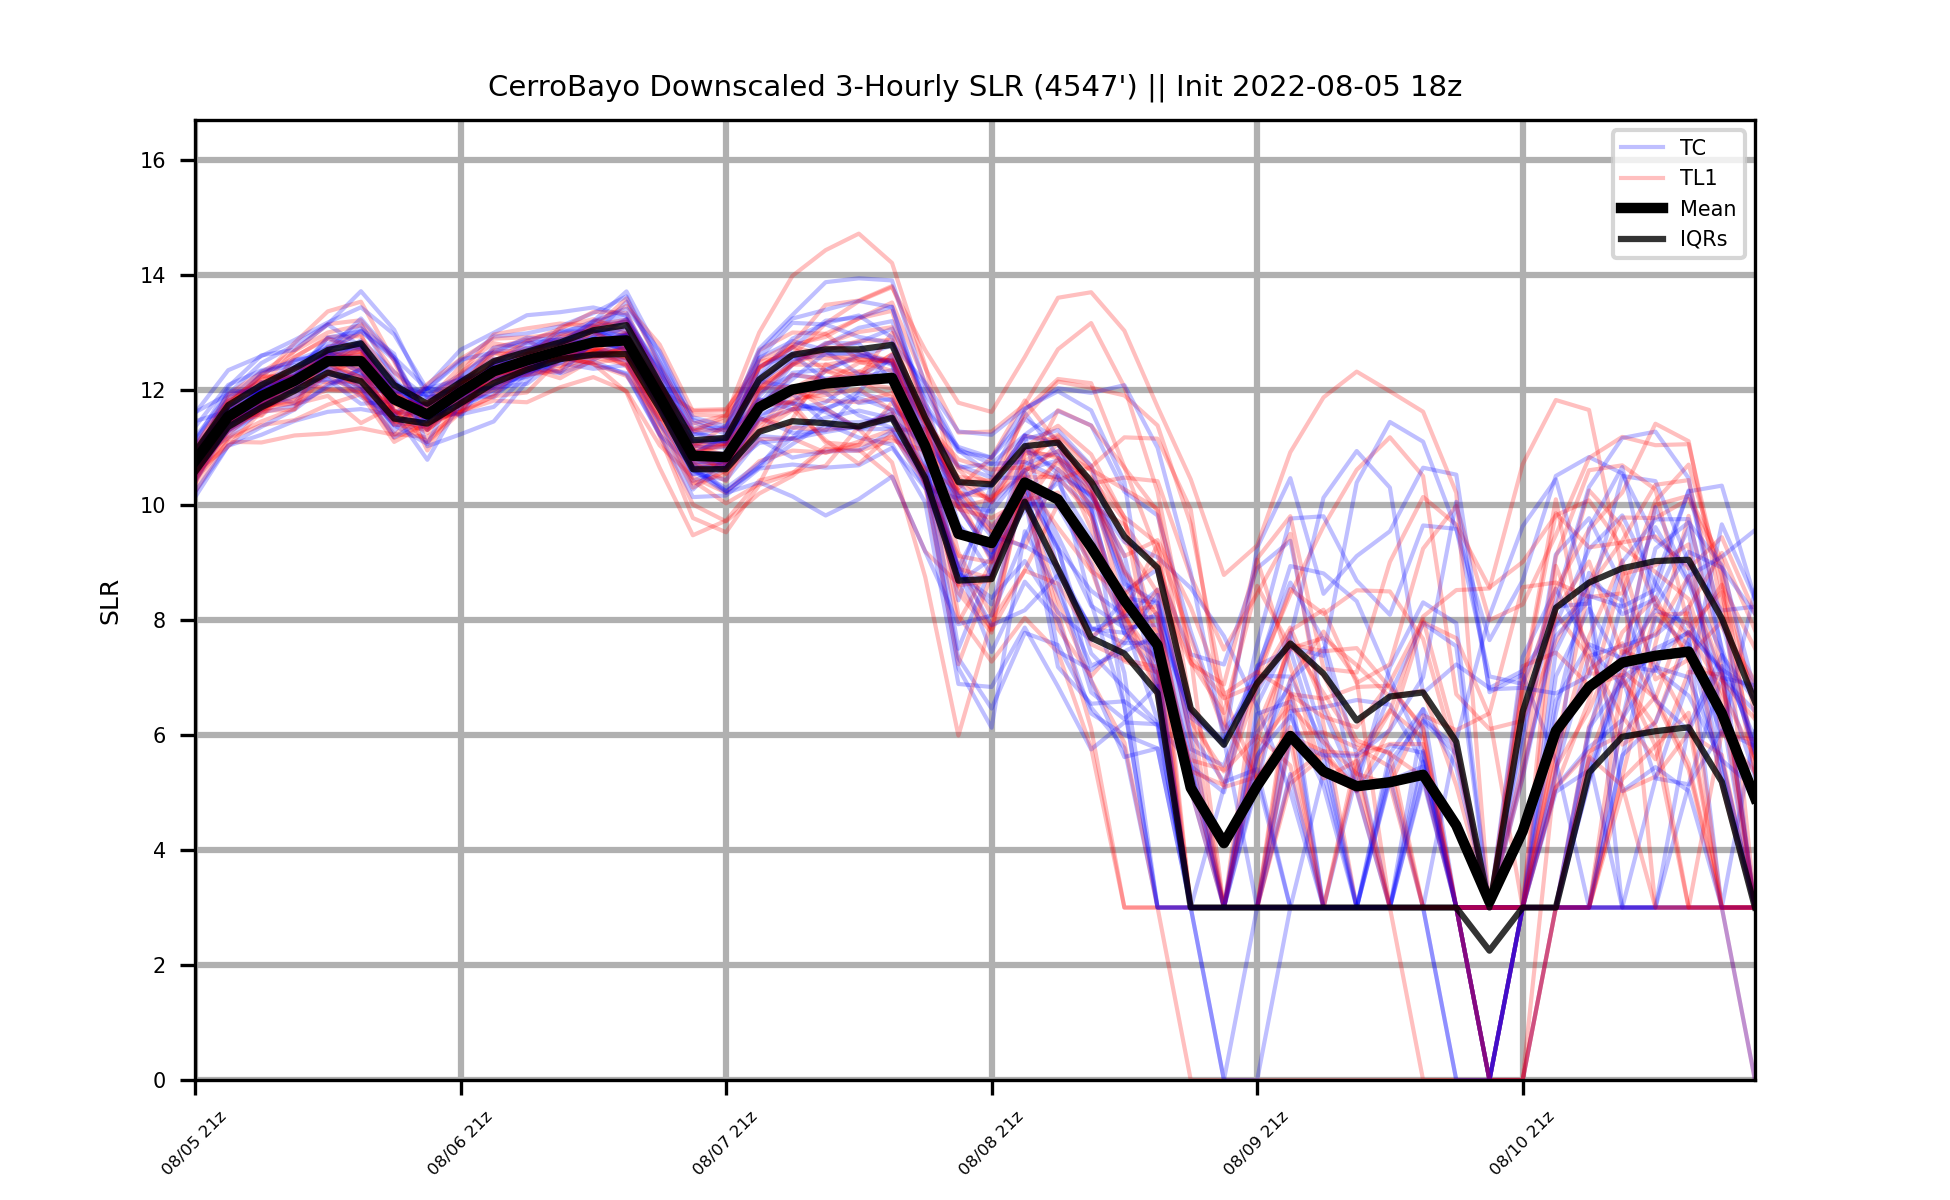 CerroBayo Downscaled 3-Hourly SLR (4547') || Init 2022-08-05 18z
TC
TL1
Mean
IQRs
SLR
16
14
12
10
8
6
4
2
0
08/05 21z
08/06 21z
08/07 21z
08/08 21z
08/09 21z
08/10 21z